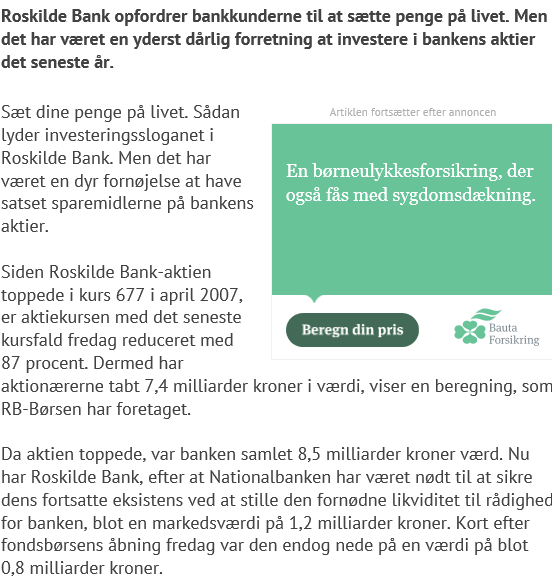 Roskilde Bank opfordrer bankkunderne til at sætte penge på livet. Men
det har været en yderst dårlig forretning at investere i bankens aktier
det seneste år.
Sæt dine penge på livet. Sådan
lyder investeringssloganet i
Roskilde Bank. Men det har
været en dyr fornøjelse at have
satset sparemidlerne på bankens
aktier.
Artiklen fortsætter efter annoncen
En børneulykkesforsikring, der
også fås med sygdomsdækning.
Beregn din pris
Bauta
Forsikring
Siden Roskilde Bank-aktien
toppede i kurs 677 i april 2007,
er aktiekursen med det seneste
kursfald fredag reduceret med
87 procent. Dermed har
aktionærerne tabt 7,4 milliarder kroner i værdi, viser en beregning, som
RB-Børsen har foretaget.
Da aktien toppede, var banken samlet 8,5 milliarder kroner værd. Nu
har Roskilde Bank, efter at Nationalbanken har været nødt til at sikre
dens fortsatte eksistens ved at stille den fornødne likviditet til rådighed
for banken, blot en markedsværdi på 1,2 milliarder kroner. Kort efter
fondsbørsens åbning fredag var den endog nede på en værdi på blot
0,8 milliarder kroner.